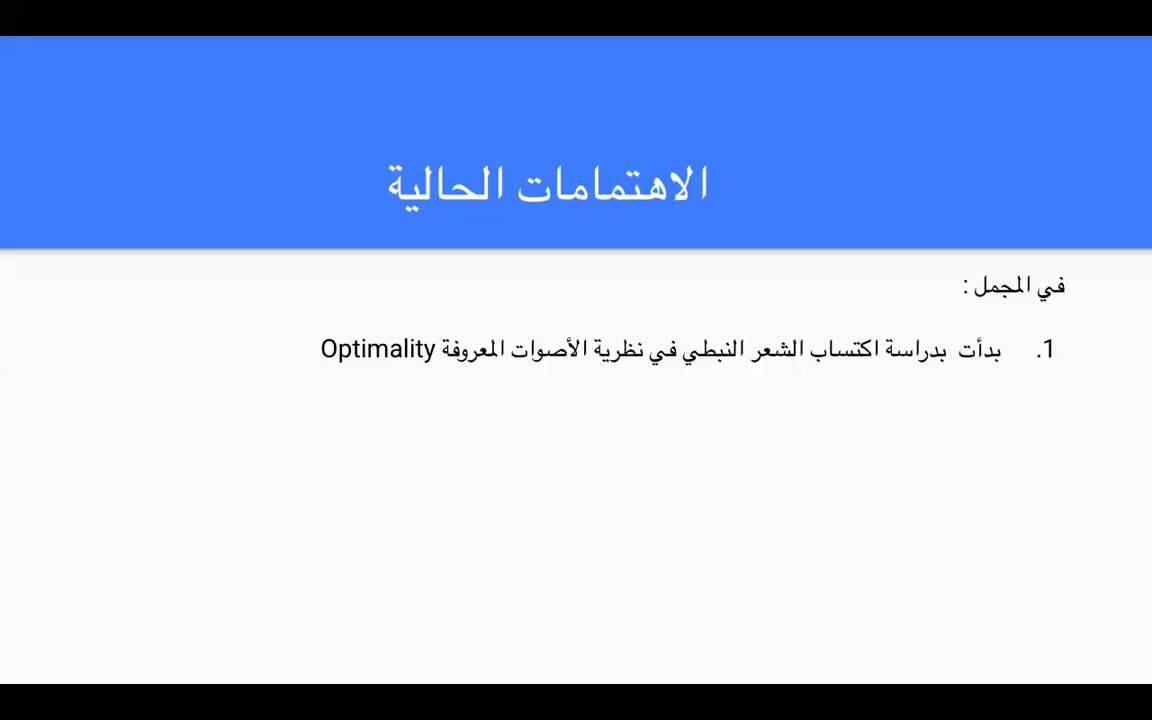 الاهتمامات الحالية
في المجمل :
1. بدأت بدراسة اكتساب الشعر النبطي في نظرية الأصوات المعروفة Optimality